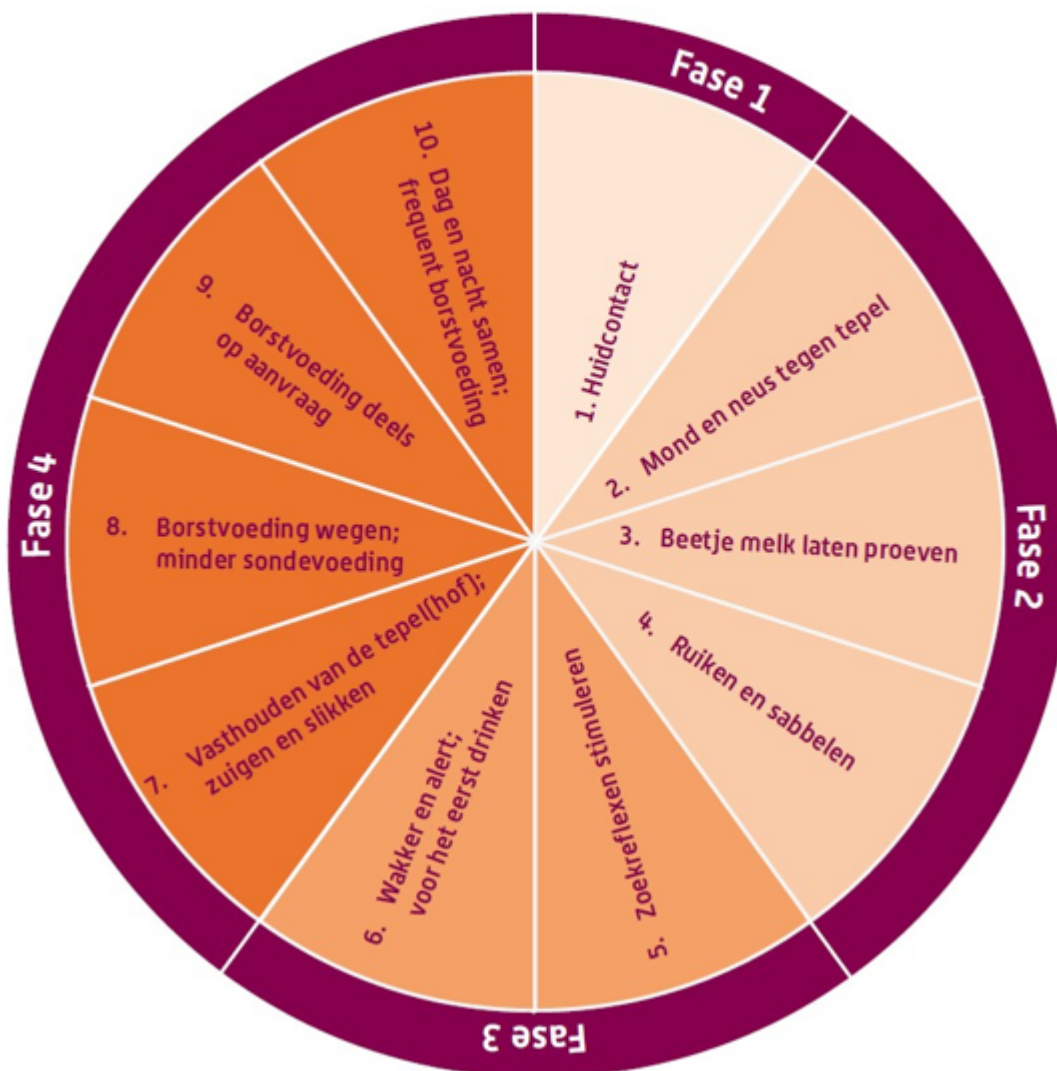 Fase 1
1. Huidcontact
Fase 2
2. Mond en neus tegen tepel
3. Beetje melk laten proeven
4. Ruiken en sabbelen
Fase 3
5. Zoekreflexen stimuleren
6. Wakker en alert;
voor het eerst drinken
Fase 4
7. Vasthouden van de tepel(hof);
zuigen en slikken
8. Borstvoeding wegen;
minder sondevoeding
9. Borstvoeding deels
op aanvraag
10. Dag en nacht samen;
frequent borstvoeding